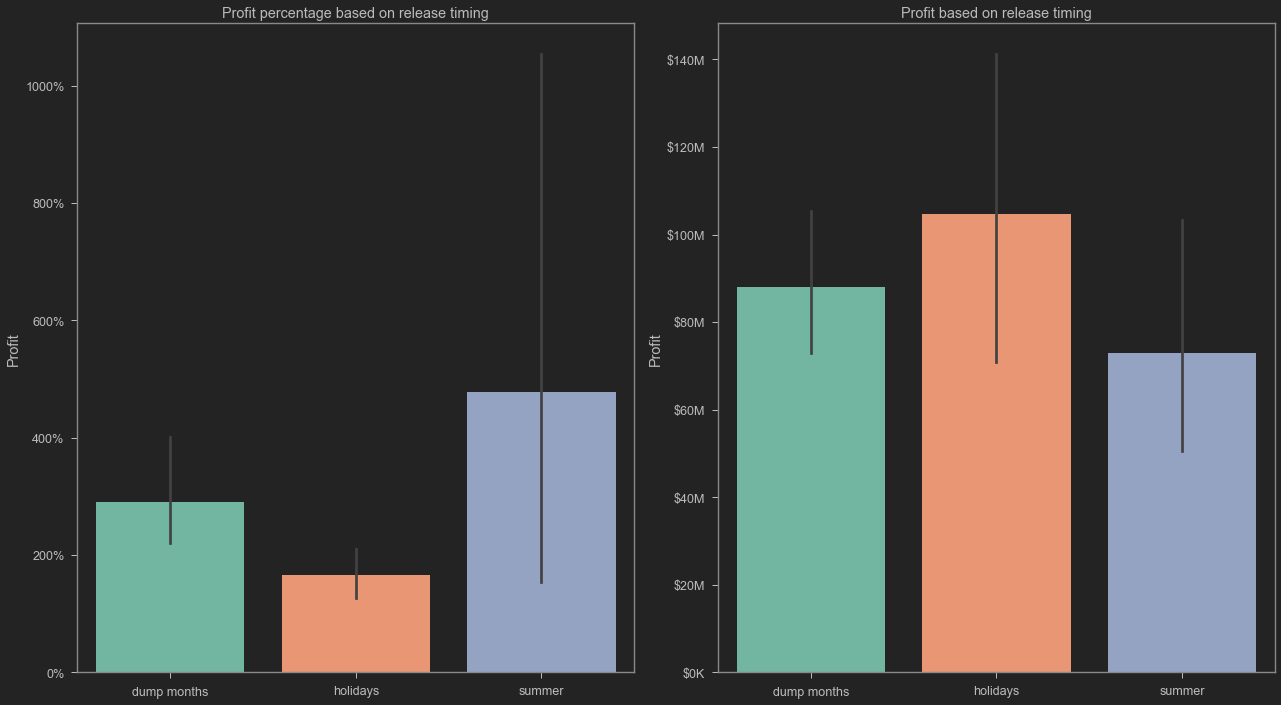 Profit percentage based on release timing
1000%
800%
600%
400%
200%
0%
Profit
dump months
holidays
summer
Profit based on release timing
$140M
$120M
$100M
$80M
$60M
$40M
$20M
$0K
Profit
dump months
holidays
summer